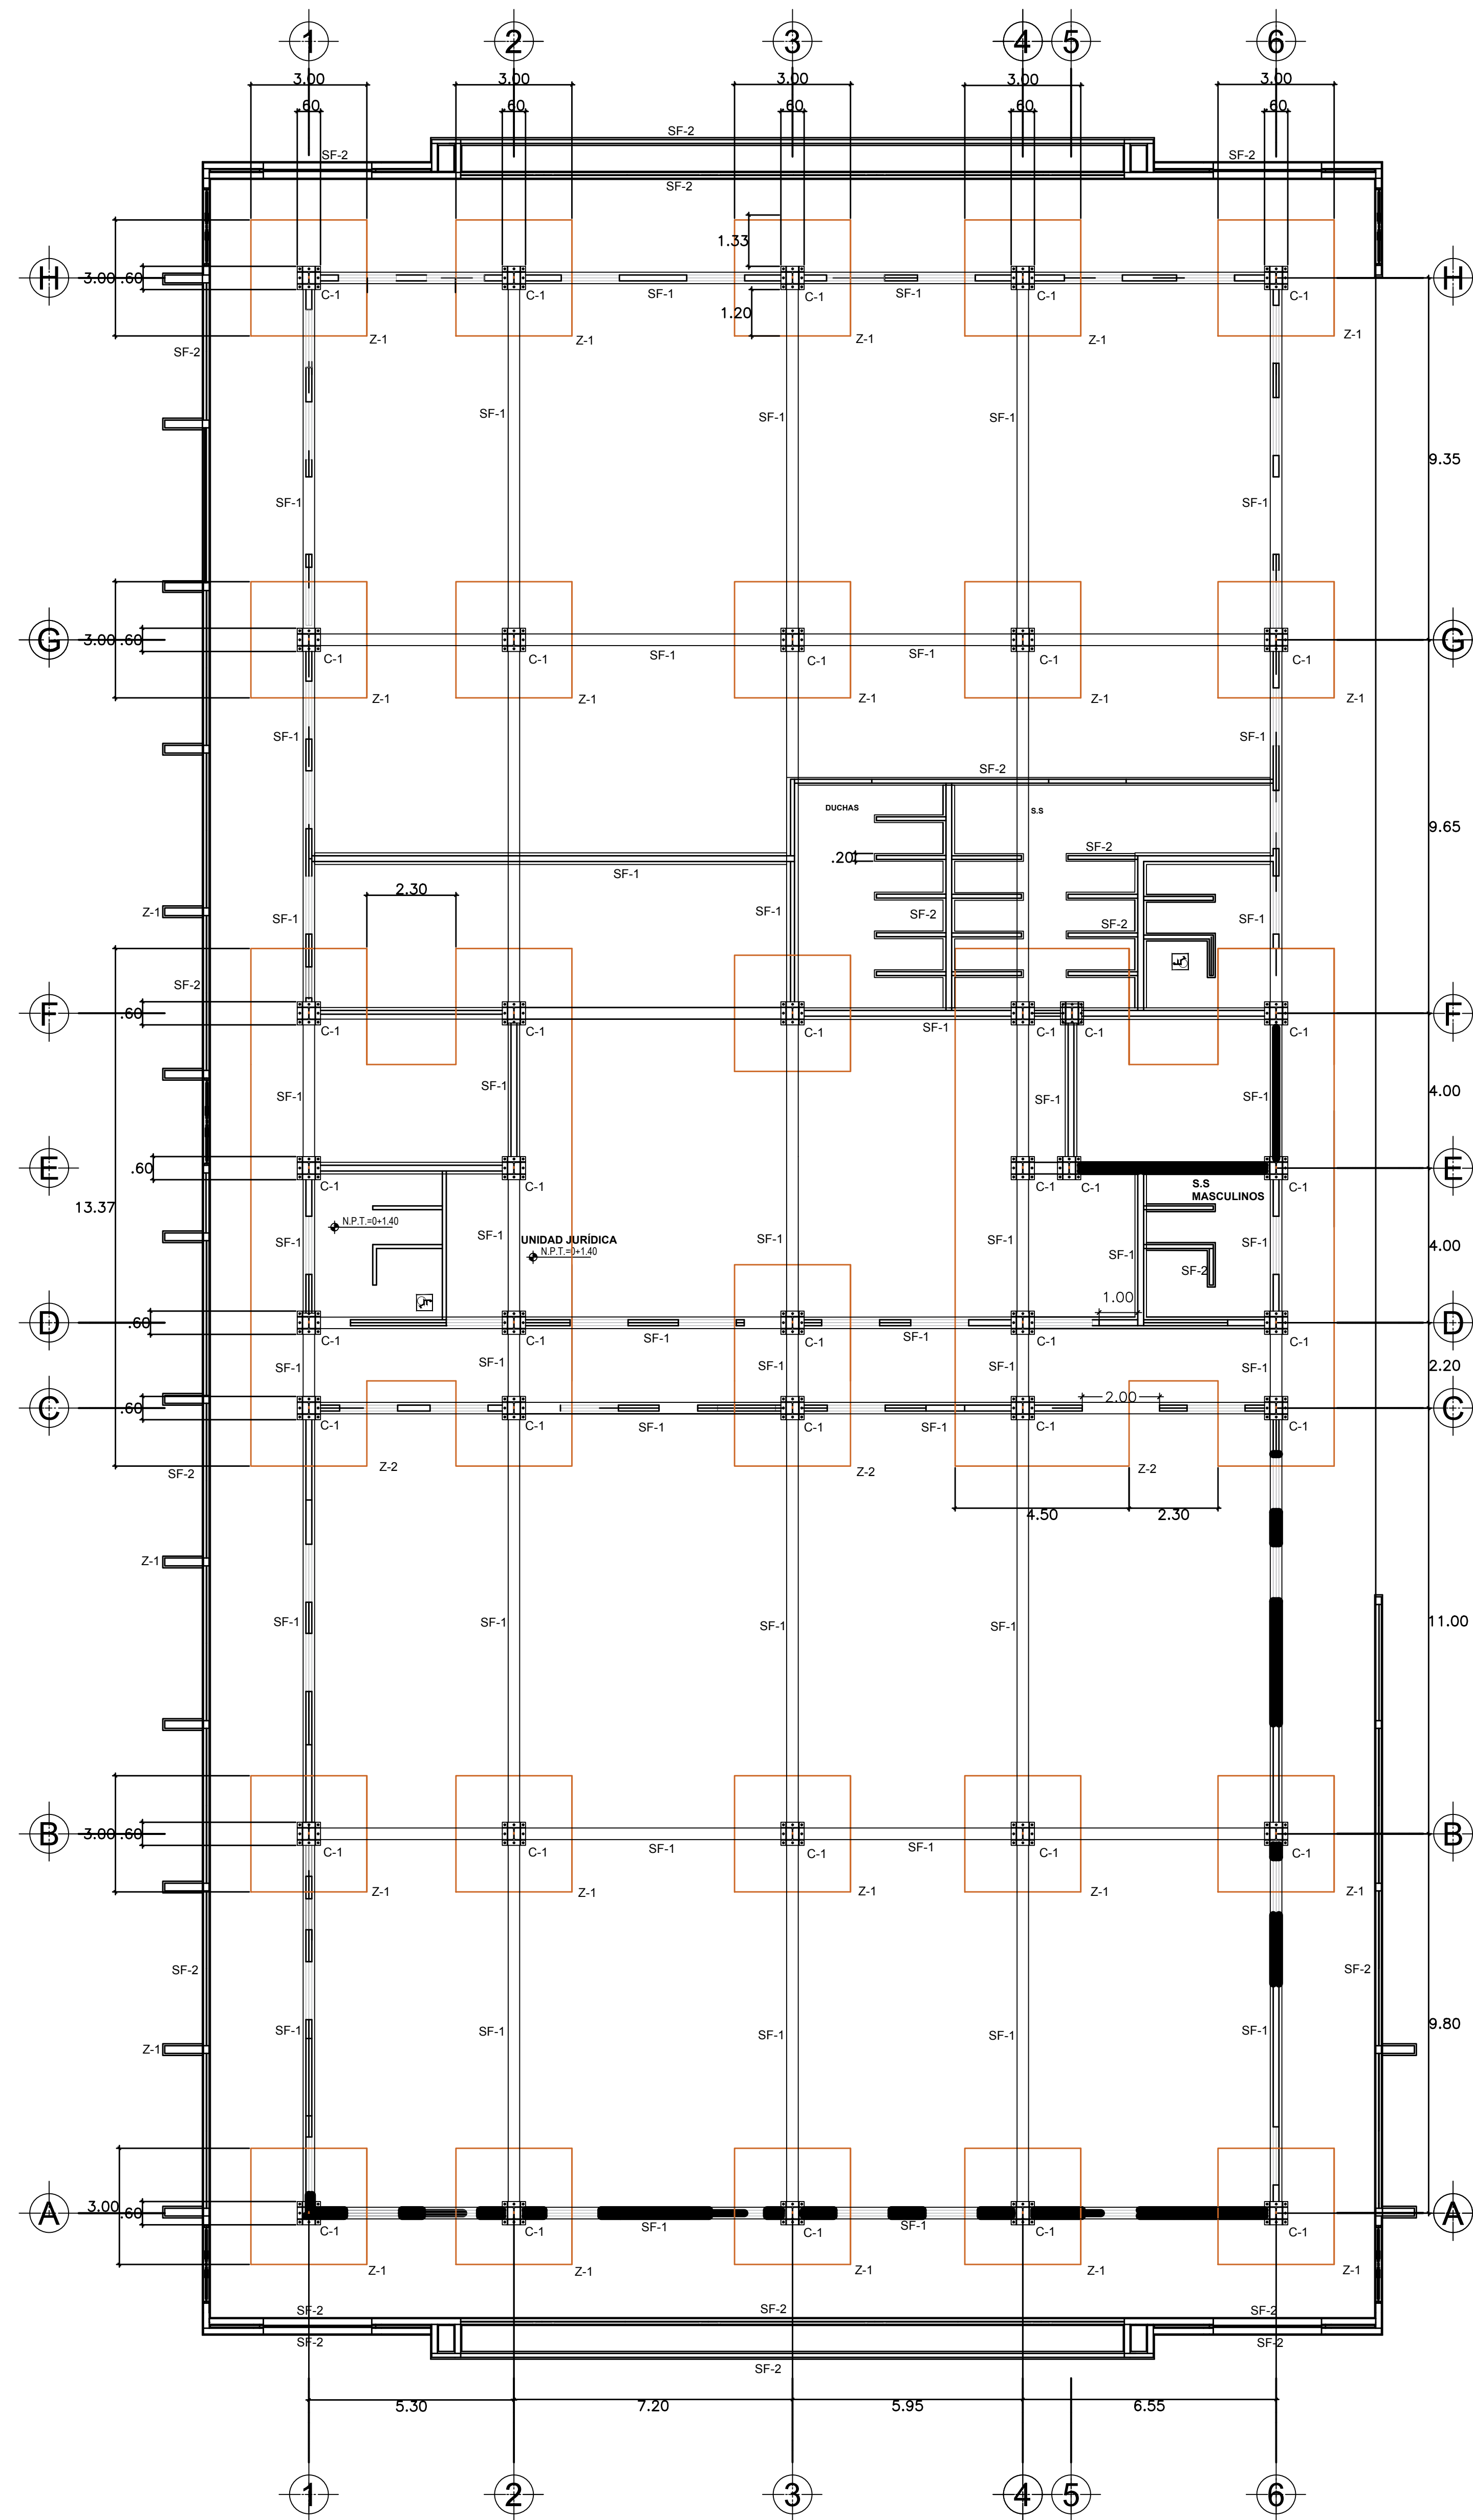 1 2 3 4 5 6
3.00 3.00 3.00 3.00 3.00
.60 .60 .60 .60 .60
SF-2
SF-2 SF-2
SF-2
1.33
H 3.00 .60 H
C-1 C-1 SF-1 C-1 SF-1 C-1 C-1
1.20
Z-1 Z-1 Z-1 Z-1 Z-1
SF-2
SF-1 SF-1 SF-1
9.35
SF-1 SF-1
G 3.00 .60 G
C-1 C-1 SF-1 C-1 SF-1 C-1 C-1
Z-1 Z-1 Z-1 Z-1 Z-1
SF-1 SF-1
SF-2
DUCHAS S.S
9.65
.20 SF-2
SF-1
2.30
Z-1 SF-1 SF-1 SF-2 SF-2 SF-1
SF-2
F .60 F
C-1 C-1 C-1 SF-1 C-1 C-1 C-1
SF-1 SF-1 SF-1 SF-1 4.00
E .60 E
C-1 C-1 C-1 C-1 C-1
S.S
MASCULINOS
13.37
N.P.T.=0+1.40
SF-1 SF-1 UNIDAD JURÍDICA SF-1 SF-1 SF-1 SF-1 4.00
N.P.T.=0+1.40
SF-2
1.00
D .60 D
C-1 C-1 SF-1 C-1 SF-1 C-1 C-1
SF-1 SF-1 SF-1 SF-1 SF-1 2.20
2.00
C .60 C
C-1 C-1 SF-1 C-1 SF-1 C-1 C-1
SF-2 Z-2 Z-2 Z-2
4.50 2.30
Z-1
SF-1 SF-1 SF-1 SF-1 11.00
B 3.00 .60 B
C-1 C-1 SF-1 C-1 SF-1 C-1 C-1
Z-1 Z-1 Z-1 Z-1 Z-1
SF-2 SF-2
SF-1 SF-1 SF-1 SF-1 SF-1 9.80
Z-1
A 3.00 .60 A
C-1 C-1 SF-1 C-1 SF-1 C-1 C-1
Z-1 Z-1 Z-1 Z-1 Z-1
SF-2 SF-2 SF-2
SF-2 SF-2
SF-2
5.30 7.20 5.95 6.55
1 2 3 4 5 6